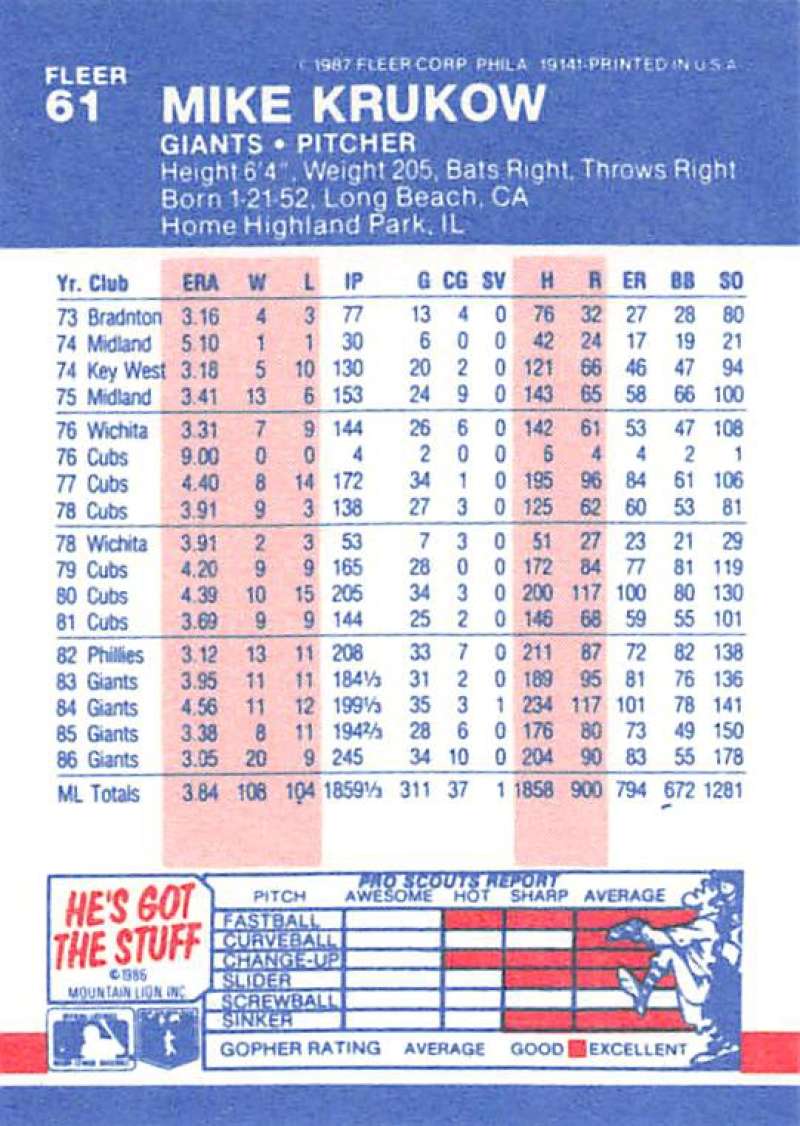 © 1987 FLEER CORP. PHILA. 19141-PRINTED IN U.S.A.
FLEER
61 MIKE KRUKOW
GIANTS • PITCHER
Height 6'4", Weight 205, Bats Right, Throws Right
Born 1-21-52, Long Beach, CA
Home Highland Park, IL
Yr. Club ERA W L IP G CG SV H R ER BB SO
73 Bradnton 3.16 4 3 77 13 4 0 76 32 27 28 80
74 Midland 5.10 1 1 30 6 0 0 42 24 17 19 21
74 Key West 3.18 5 10 130 20 2 0 121 66 46 47 94
75 Midland 3.41 13 6 153 24 9 0 143 65 58 66 100
76 Wichita 3.31 7 9 144 26 6 0 142 61 53 47 108
76 Cubs 9.00 0 0 4 2 0 0 6 4 4 2 1
77 Cubs 4.40 8 14 172 34 1 0 195 96 84 61 106
78 Cubs 3.91 9 3 138 27 3 0 125 62 60 53 81
78 Wichita 3.91 2 3 53 7 3 0 51 27 23 21 29
79 Cubs 4.20 9 9 165 28 0 0 172 84 77 81 119
80 Cubs 4.39 10 15 205 34 3 0 200 117 100 80 130
81 Cubs 3.69 9 9 144 25 2 0 146 68 59 55 101
82 Phillies 3.12 13 11 208 33 7 0 211 87 72 82 138
83 Giants 3.95 11 11 184⅓ 31 2 0 189 95 81 76 136
84 Giants 4.56 11 12 199⅓ 35 3 1 234 117 101 78 141
85 Giants 3.38 8 11 194⅔ 28 6 0 176 80 73 49 150
86 Giants 3.05 20 9 245 34 10 0 204 90 83 55 178
ML Totals 3.84 108 104 1859⅓ 311 37 1 1858 900 794 672 1281
HE'S GOT
THE STUFF
©1986
MOUNTAIN LION, INC.
PRO SCOUTS REPORT
PITCH AWESOME HOT SHARP AVERAGE
FASTBALL
CURVEBALL
CHANGE-UP
SLIDER
SCREWBALL
SINKER
GOPHER RATING AVERAGE GOOD EXCELLENT